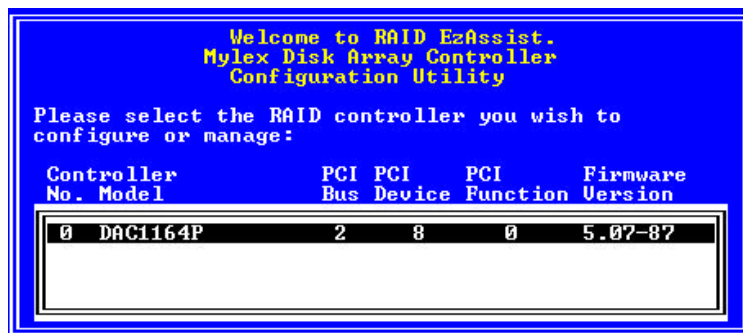 Welcome to RAID EzAssist.
Mylex Disk Array Controller
Configuration Utility
Please select the RAID controller you wish to
configure or manage:
Controller PCI PCI PCI Firmware
No. Model Bus Device Function Version
0 DAC1164P 2 8 0 5.07-87